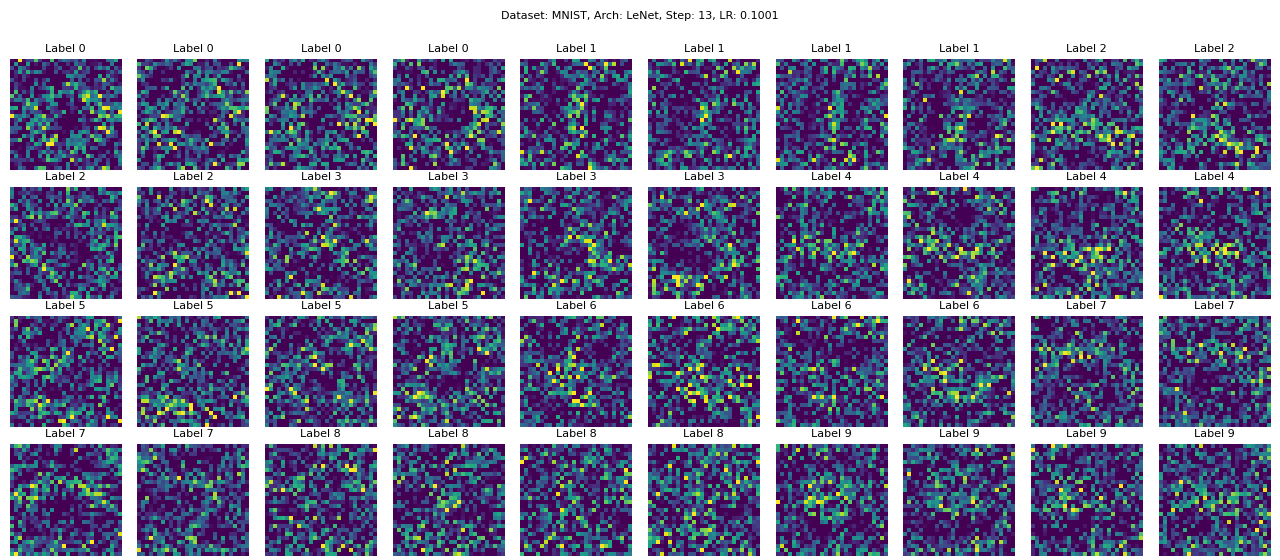 Dataset: MNIST, Arch: LeNet, Step: 13, LR: 0.1001
Label 0 Label 0 Label 0 Label 0 Label 1 Label 1 Label 1 Label 1 Label 2 Label 2
Label 2 Label 2 Label 3 Label 3 Label 3 Label 3 Label 4 Label 4 Label 4 Label 4
Label 5 Label 5 Label 5 Label 5 Label 6 Label 6 Label 6 Label 6 Label 7 Label 7
Label 7 Label 7 Label 8 Label 8 Label 8 Label 8 Label 9 Label 9 Label 9 Label 9